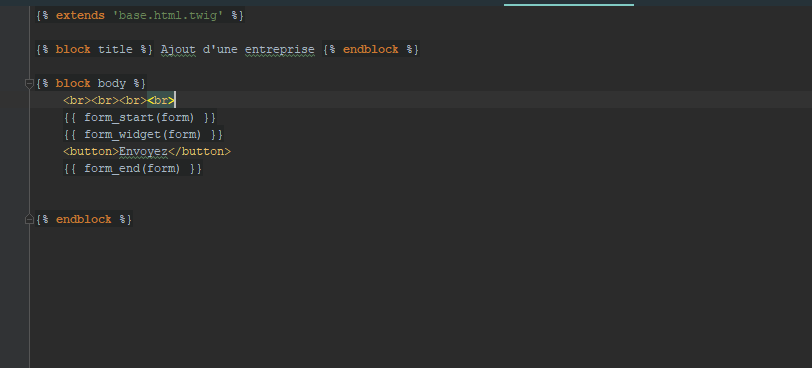 {% extends 'base.html.twig' %}
{% block title %} Ajout d'une entreprise {% endblock %}
{% block body %}
<br><br><br><br>
{{ form_start(form) }}
{{ form_widget(form) }}
<button>Envoyez</button>
{{ form_end(form) }}
{% endblock %}